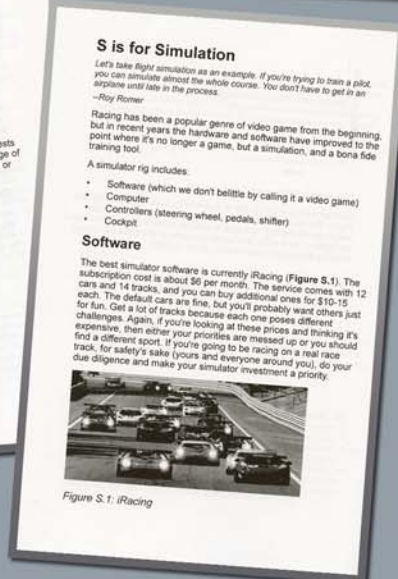 ests
ge of
or
S is for Simulation
Let's take flight simulation as an example. If you're trying to train a pilot,
you can simulate almost the whole course. You don't have to get in an
airplane until late in the process.
--Roy Romer
Racing has been a popular genre of video game from the beginning,
but in recent years the hardware and software have improved to the
point where it's no longer a game, but a simulation, and a bona fide
training tool.
A simulator rig includes:
* Software (which we don't belittle by calling it a video game)
* Computer
* Controllers (steering wheel, pedals, shifter)
* Cockpit
Software
The best simulator software is currently iRacing (Figure S.1). The
subscription cost is about $6 per month. The service comes with 12
cars and 14 tracks, and you can buy additional ones for $10-15
each. The default cars are fine, but you'll probably want others just
for fun. Get a lot of tracks because each one poses different
challenges. Again, if you're looking at these prices and thinking it's
expensive, then either your priorities are messed up or you should
find a different sport. If you're going to be racing on a real race
track, for safety's sake (yours and everyone around you), do your
due diligence and make your simulator investment a priority.
Figure S.1: iRacing